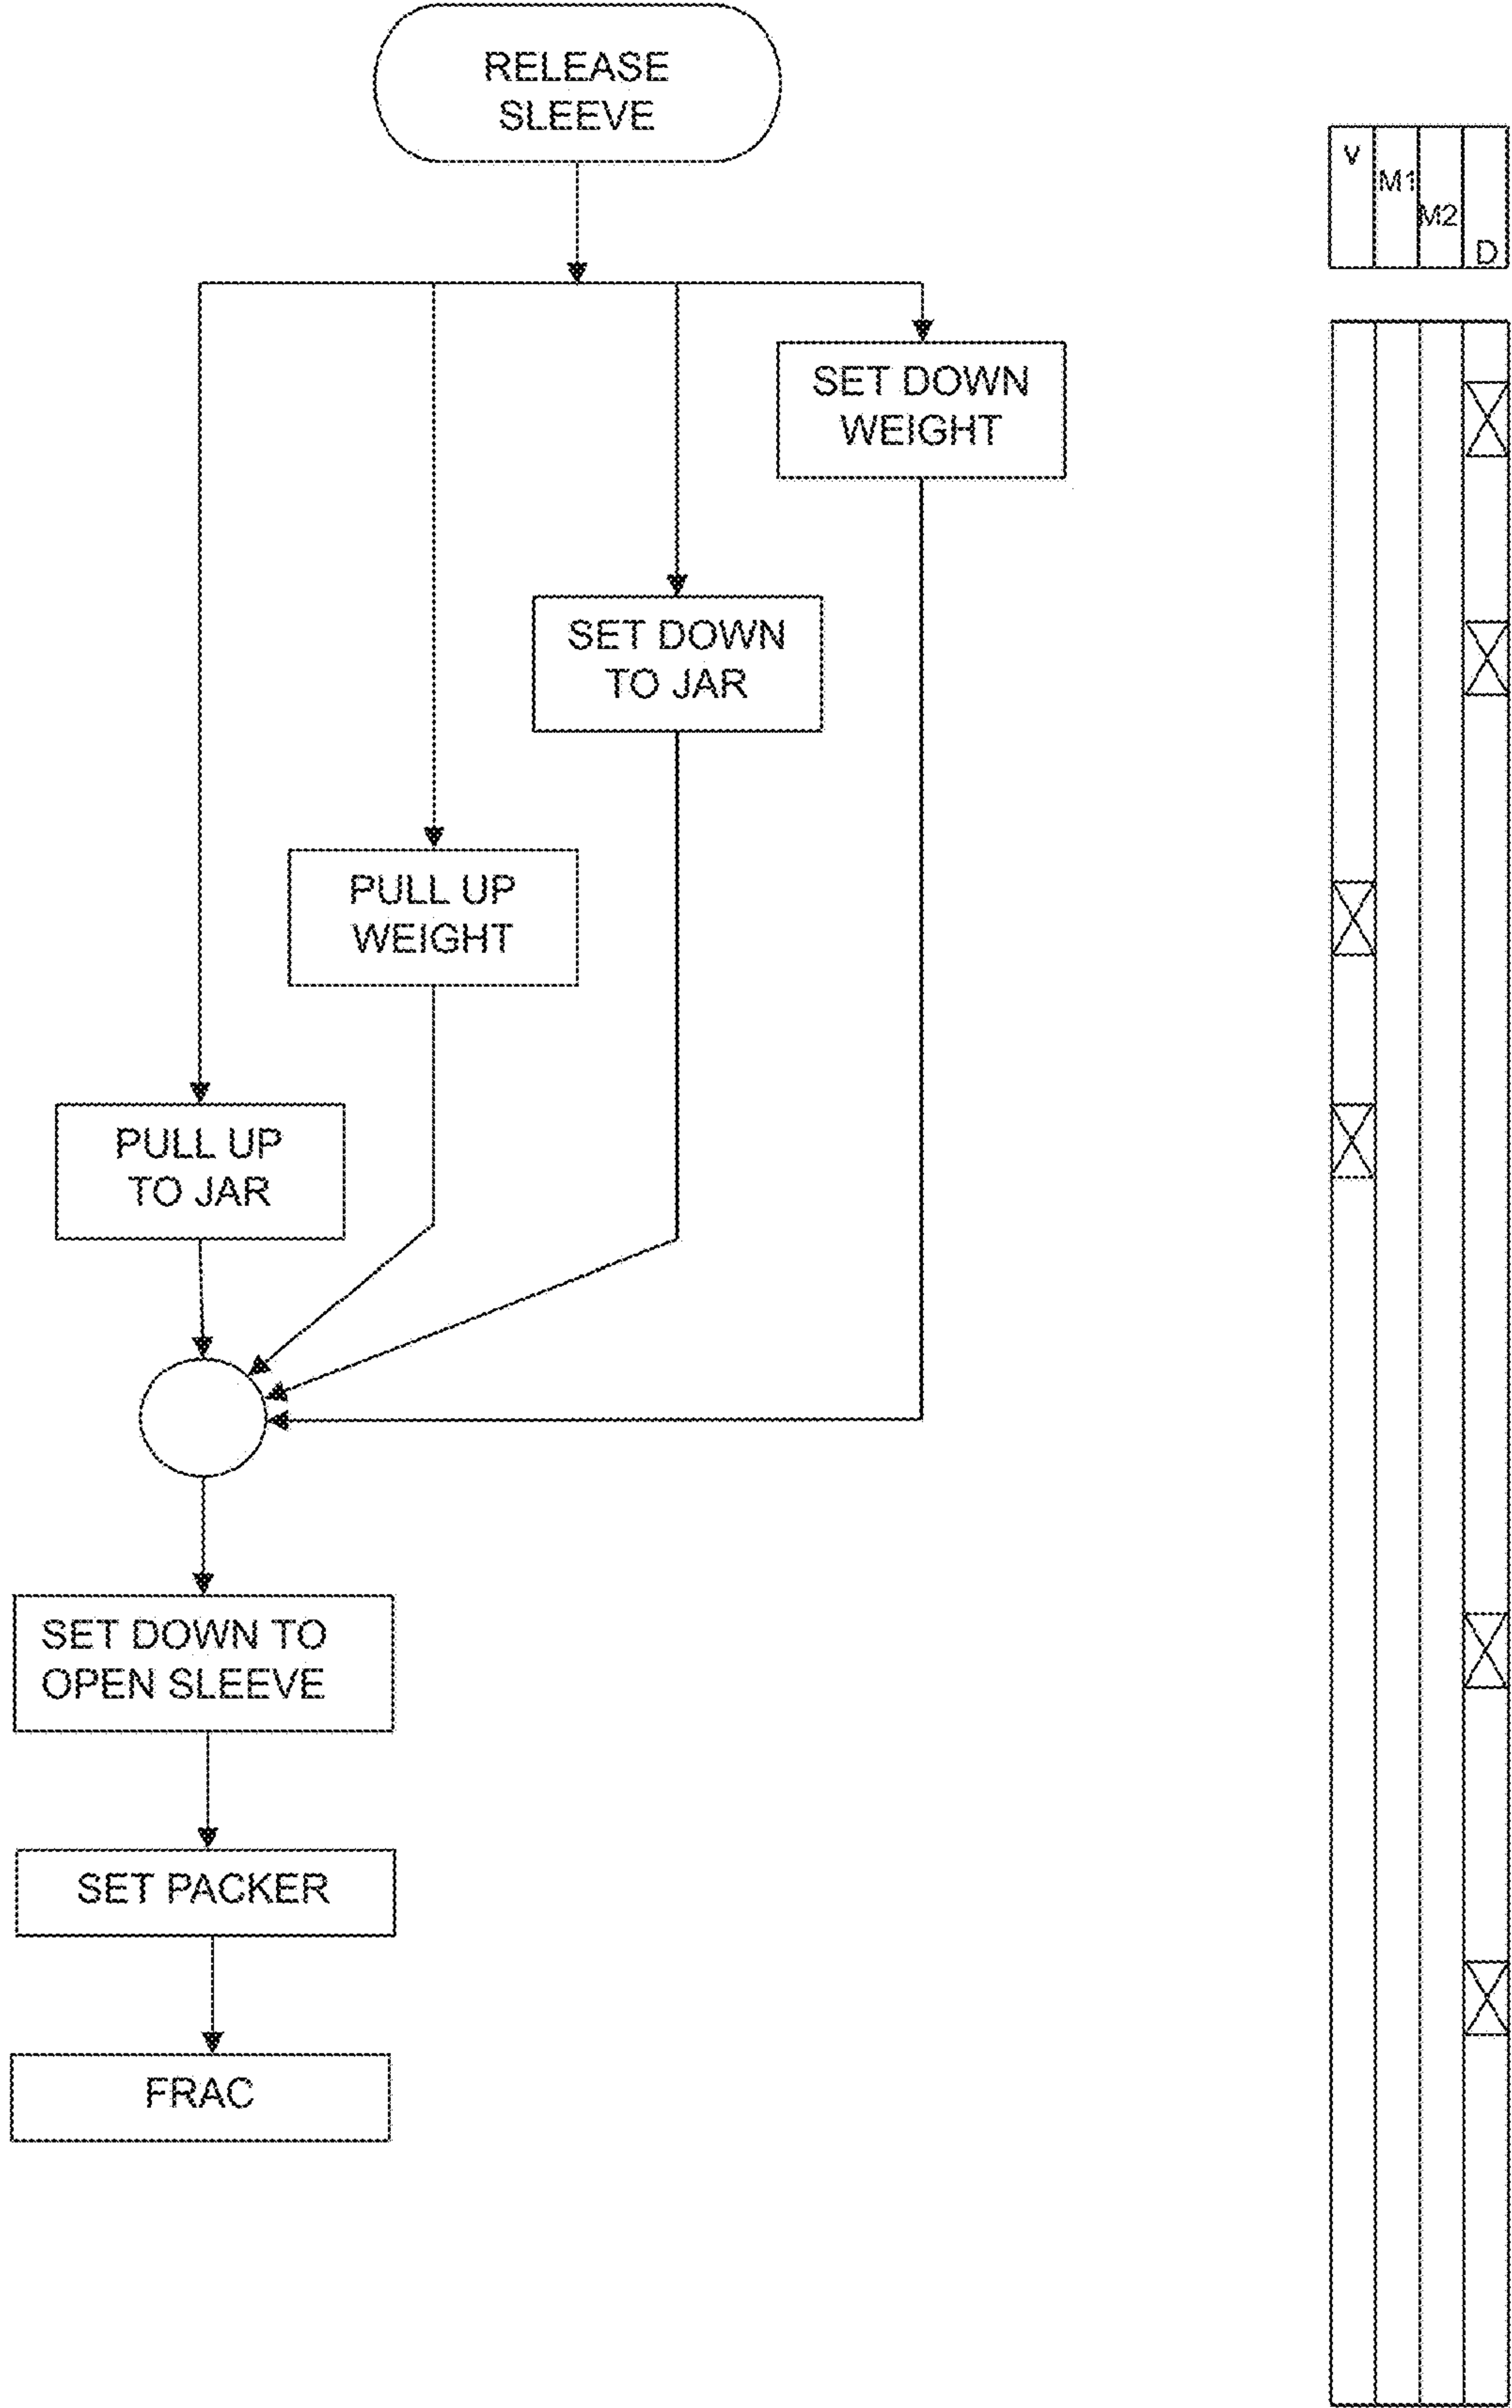 RELEASE
SLEEVE
V
M1
M2
D
SET DOWN
WEIGHT
SET DOWN
TO JAR
PULL UP
WEIGHT
PULL UP
TO JAR
SET DOWN TO
OPEN SLEEVE
SET PACKER
FRAC